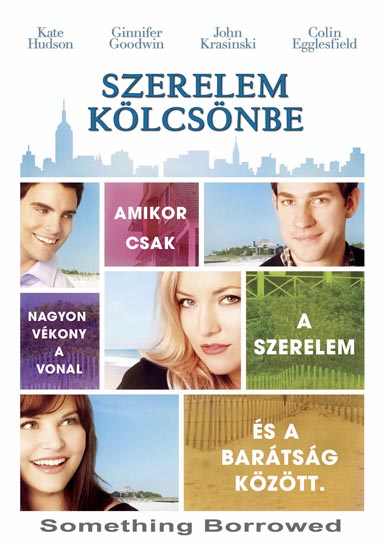 Kate Hudson
Ginnifer Goodwin
John Krasinski
Colin Egglesfield
SZERELEM
KÖLCSÖNBE
AMIKOR
CSAK
NAGYON
VÉKONY
A
VONAL
A
SZERELEM
ÉS A
BARÁTSÁG
KÖZÖTT.
Something Borrowed